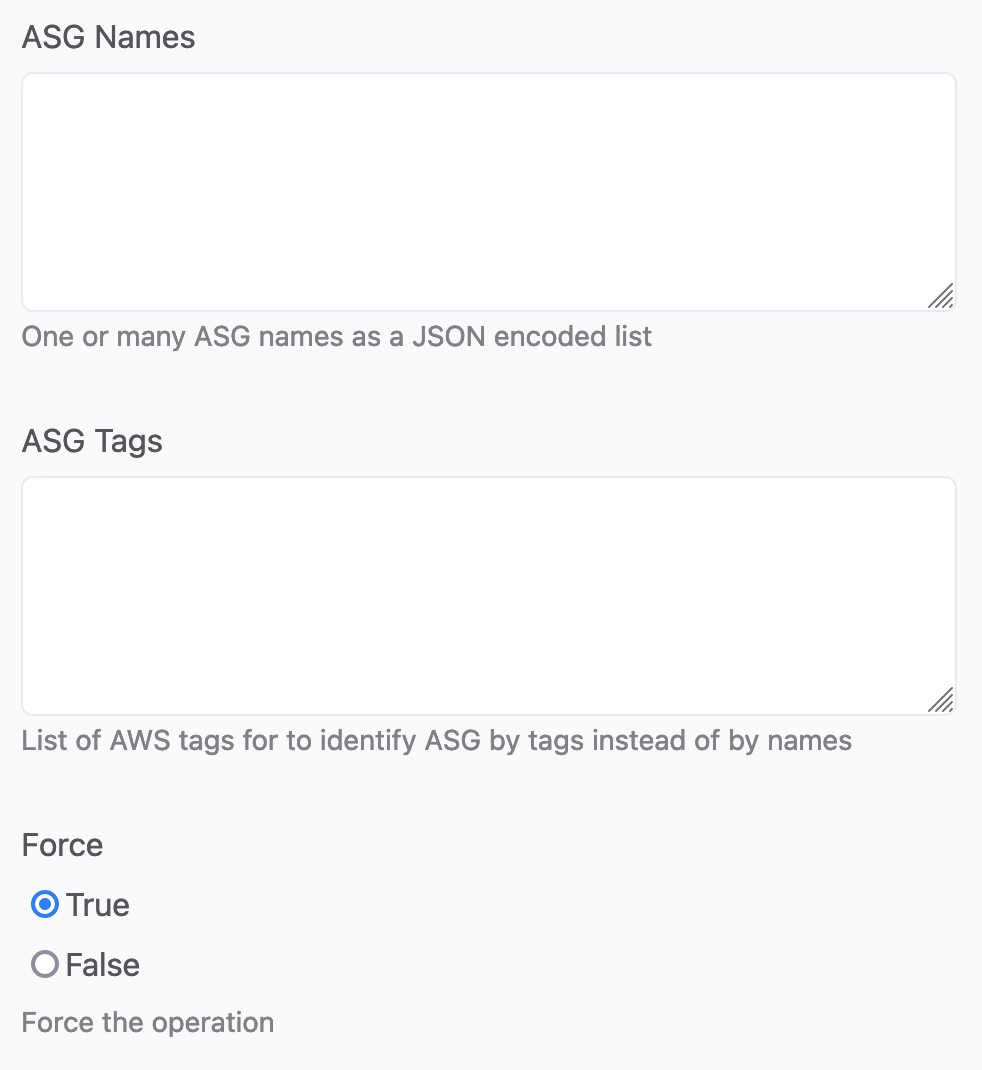 ASG Names
One or many ASG names as a JSON encoded list
ASG Tags
List of AWS tags for to identify ASG by tags instead of by names
Force
True
False
Force the operation